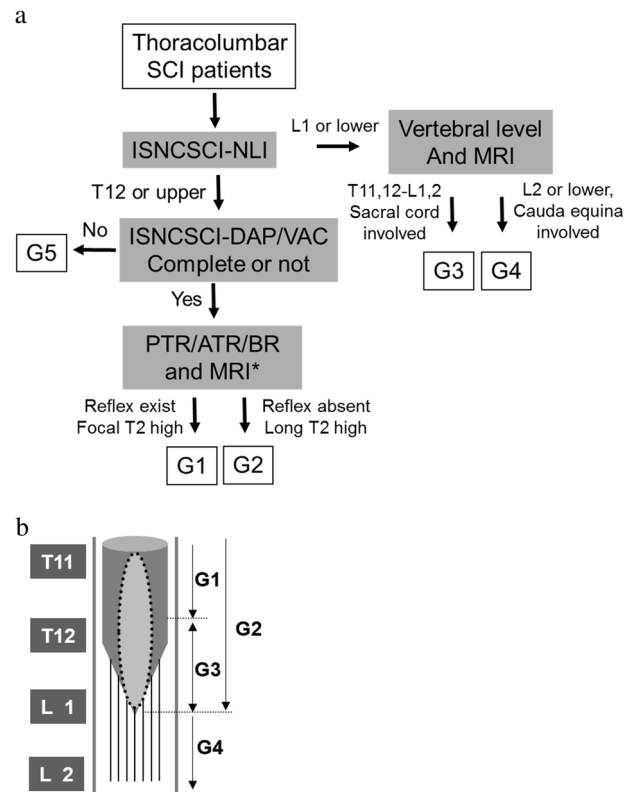 a
Thoracolumbar
SCI patients
L1 or lower
ISNCSCI-NLI
Vertebral level
And MRI
T12 or upper
T11,12-L1,2
Sacral cord
involved
L2 or lower,
Cauda equina
involved
No
G5
ISNCSCI-DAP/VAC
Complete or not
G3
G4
Yes
PTR/ATR/BR
and MRI*
Reflex exist
Focal T2 high
Reflex absent
Long T2 high
G1
G2
b
T11
G1
T12
G2
G3
L 1
G4
L 2